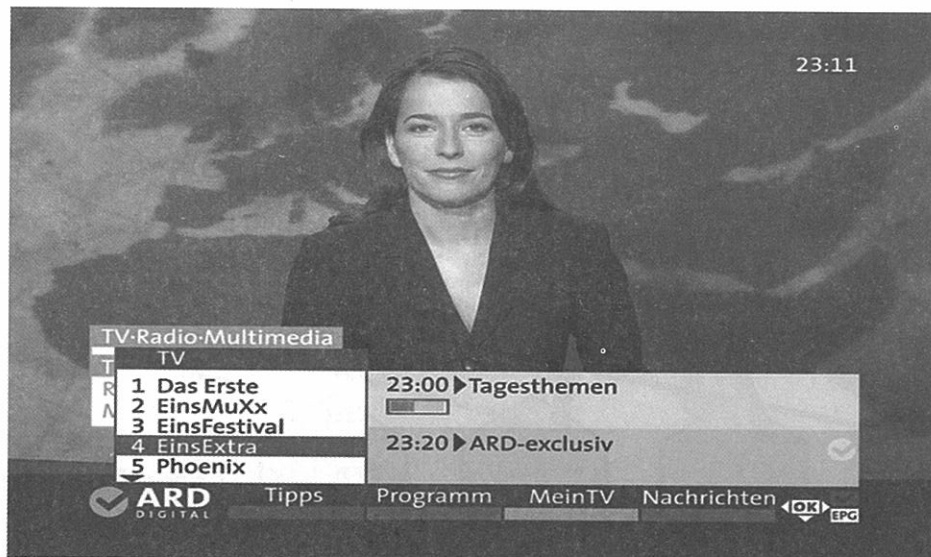 23:11
TV·Radio·Multimedia
TV
T
R
M
1 Das Erste
2 EinsMuXx
3 EinsFestival
4 EinsExtra
5 Phoenix
23:00 Tagesthemen
23:20 ARD-exclusiv
ARD
DIGITAL
Tipps Programm MeinTV Nachrichten
OK
EPG